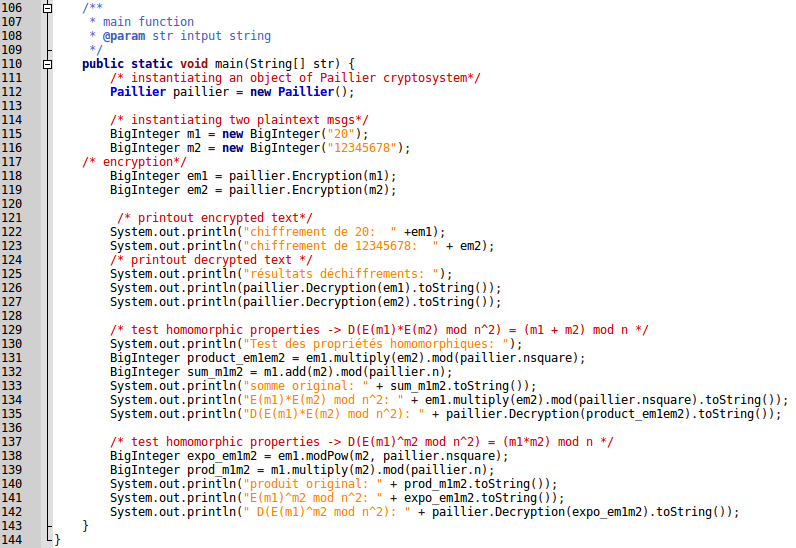 106 /**
107 * main function
108 * @param str intput string
109 */
110 public static void main(String[] str) {
111 /* instantiating an object of Paillier cryptosystem*/
112 Paillier paillier = new Paillier();
113
114 /* instantiating two plaintext msgs*/
115 BigInteger m1 = new BigInteger("20");
116 BigInteger m2 = new BigInteger("12345678");
117 /* encryption*/
118 BigInteger em1 = paillier.Encryption(m1);
119 BigInteger em2 = paillier.Encryption(m2);
120
121 /* printout encrypted text*/
122 System.out.println("chiffrement de 20:  " +em1);
123 System.out.println("chiffrement de 12345678:  " + em2);
124 /* printout decrypted text */
125 System.out.println("résultats déchiffrements: ");
126 System.out.println(paillier.Decryption(em1).toString());
127 System.out.println(paillier.Decryption(em2).toString());
128
129 /* test homomorphic properties -> D(E(m1)*E(m2) mod n^2) = (m1 + m2) mod n */
130 System.out.println("Test des propriétés homomorphiques: ");
131 BigInteger product_em1em2 = em1.multiply(em2).mod(paillier.nsquare);
132 BigInteger sum_m1m2 = m1.add(m2).mod(paillier.n);
133 System.out.println("somme original: " + sum_m1m2.toString());
134 System.out.println("E(m1)*E(m2) mod n^2: " + em1.multiply(em2).mod(paillier.nsquare).toString());
135 System.out.println("D(E(m1)*E(m2) mod n^2): " + paillier.Decryption(product_em1em2).toString());
136
137 /* test homomorphic properties -> D(E(m1)^m2 mod n^2) = (m1*m2) mod n */
138 BigInteger expo_em1m2 = em1.modPow(m2, paillier.nsquare);
139 BigInteger prod_m1m2 = m1.multiply(m2).mod(paillier.n);
140 System.out.println("produit original: " + prod_m1m2.toString());
141 System.out.println("E(m1)^m2 mod n^2: " + expo_em1m2.toString());
142 System.out.println(" D(E(m1)^m2 mod n^2): " + paillier.Decryption(expo_em1m2).toString());
143 }
144 }